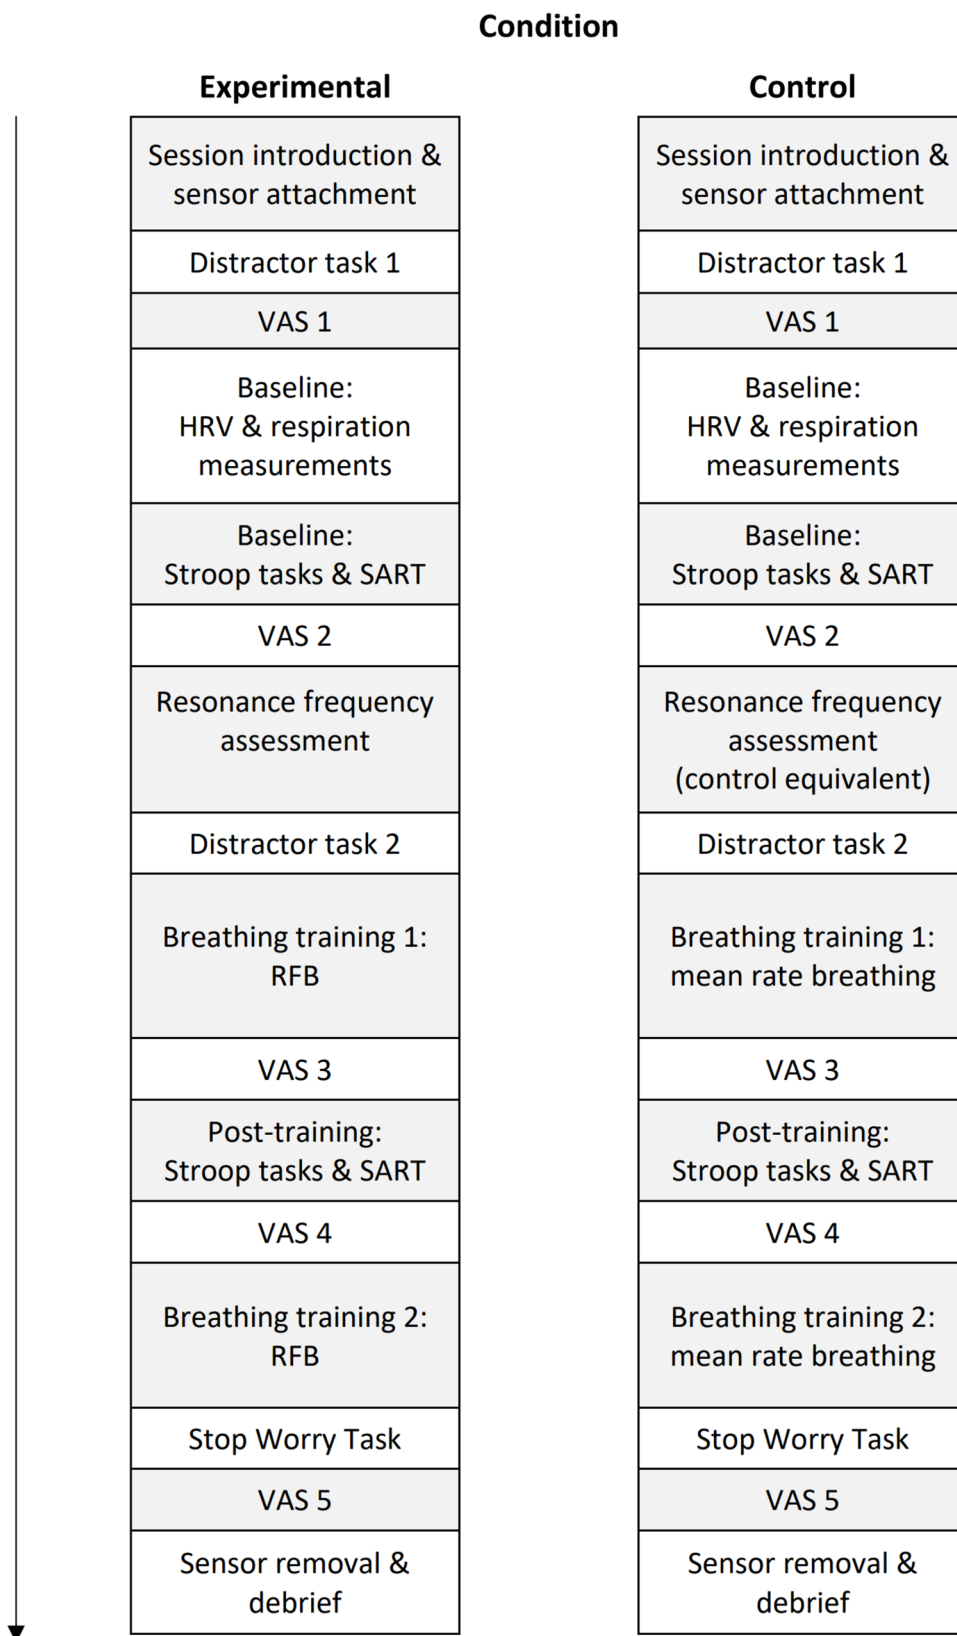 Condition
Experimental
Session introduction &
sensor attachment
Distractor task 1
VAS 1
Baseline:
HRV & respiration
measurements
Baseline:
Stroop tasks & SART
VAS 2
Resonance frequency
assessment
Distractor task 2
Breathing training 1:
RFB
VAS 3
Post-training:
Stroop tasks & SART
VAS 4
Breathing training 2:
RFB
Stop Worry Task
VAS 5
Sensor removal &
debrief
Control
Session introduction &
sensor attachment
Distractor task 1
VAS 1
Baseline:
HRV & respiration
measurements
Baseline:
Stroop tasks & SART
VAS 2
Resonance frequency
assessment
(control equivalent)
Distractor task 2
Breathing training 1:
mean rate breathing
VAS 3
Post-training:
Stroop tasks & SART
VAS 4
Breathing training 2:
mean rate breathing
Stop Worry Task
VAS 5
Sensor removal &
debrief